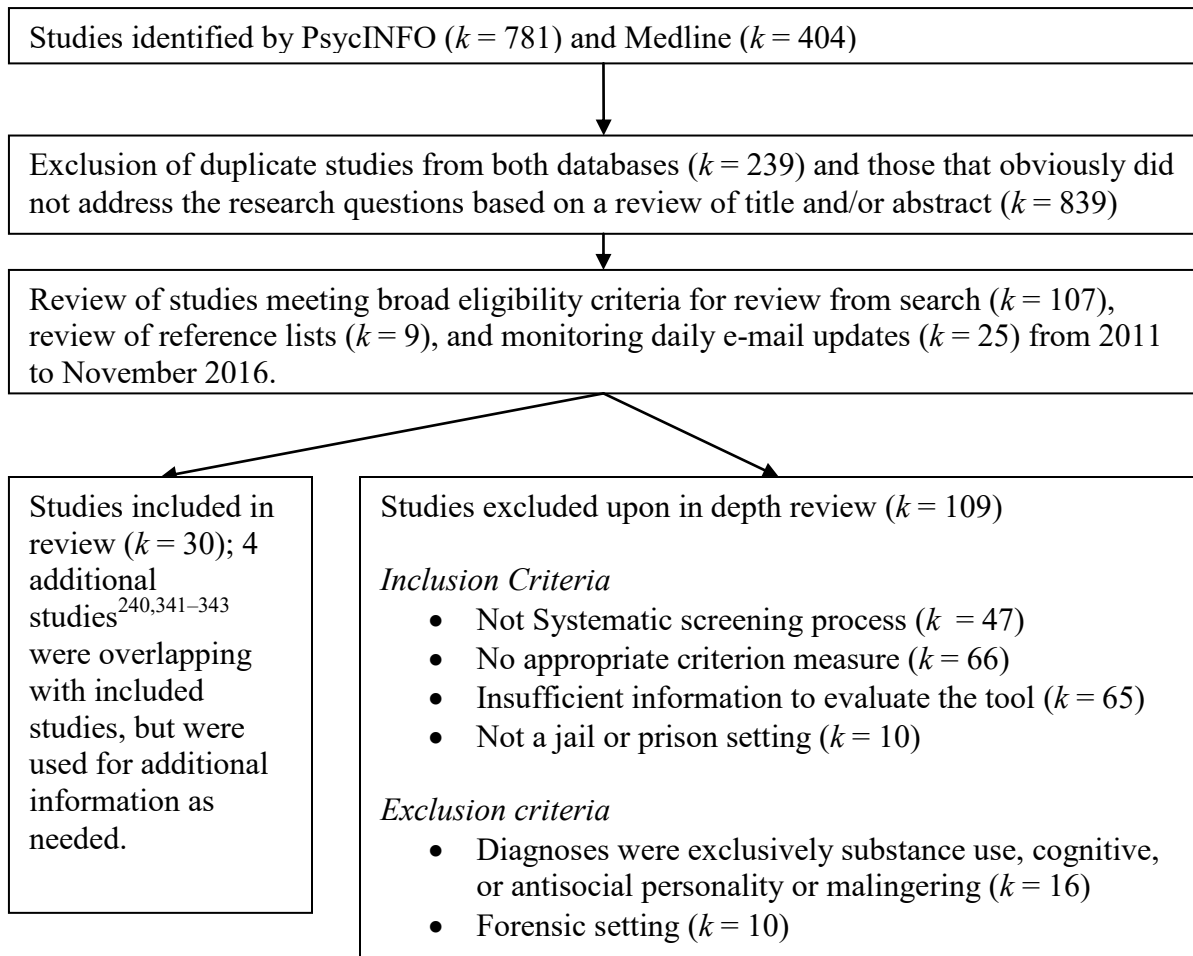 Studies identified by PsycINFO (k = 781) and Medline (k = 404)
Exclusion of duplicate studies from both databases (k = 239) and those that obviously did
not address the research questions based on a review of title and/or abstract (k = 839)
Review of studies meeting broad eligibility criteria for review from search (k = 107),
review of reference lists (k = 9), and monitoring daily e-mail updates (k = 25) from 2011
to November 2016.
Studies included in
review (k = 30); 4
additional
studies240,341–343
were overlapping
with included
studies, but were
used for additional
information as
needed.
Studies excluded upon in depth review (k = 109)
Inclusion Criteria
• Not Systematic screening process (k = 47)
• No appropriate criterion measure (k = 66)
• Insufficient information to evaluate the tool (k = 65)
• Not a jail or prison setting (k = 10)
Exclusion criteria
• Diagnoses were exclusively substance use, cognitive,
or antisocial personality or malingering (k = 16)
• Forensic setting (k = 10)